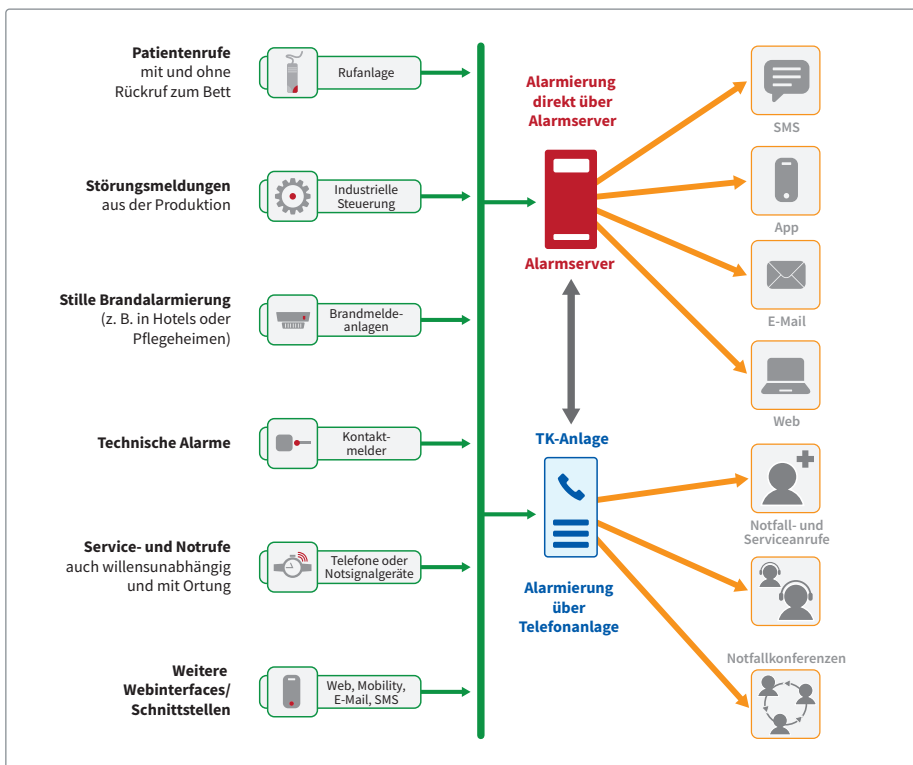 Patientenrufe
mit und ohne
Rückruf zum Bett
Rufanlage
Störungsmeldungen
aus der Produktion
Industrielle
Steuerung
Stille Brandalarmierung
(z. B. in Hotels oder
Pflegeheimen)
Brandmelde-
anlagen
Technische Alarme
Kontakt-
melder
Service- und Notrufe
auch willensunabhängig
und mit Ortung
Telefone oder
Notsignalgeräte
Weitere
Webinterfaces/
Schnittstellen
Web, Mobility,
E-Mail, SMS
Alarmierung
direkt über
Alarmserver
Alarmserver
TK-Anlage
Alarmierung
über
Telefonanlage
SMS
App
E-Mail
Web
Notfall- und
Serviceanrufe
Notfallkonferenzen